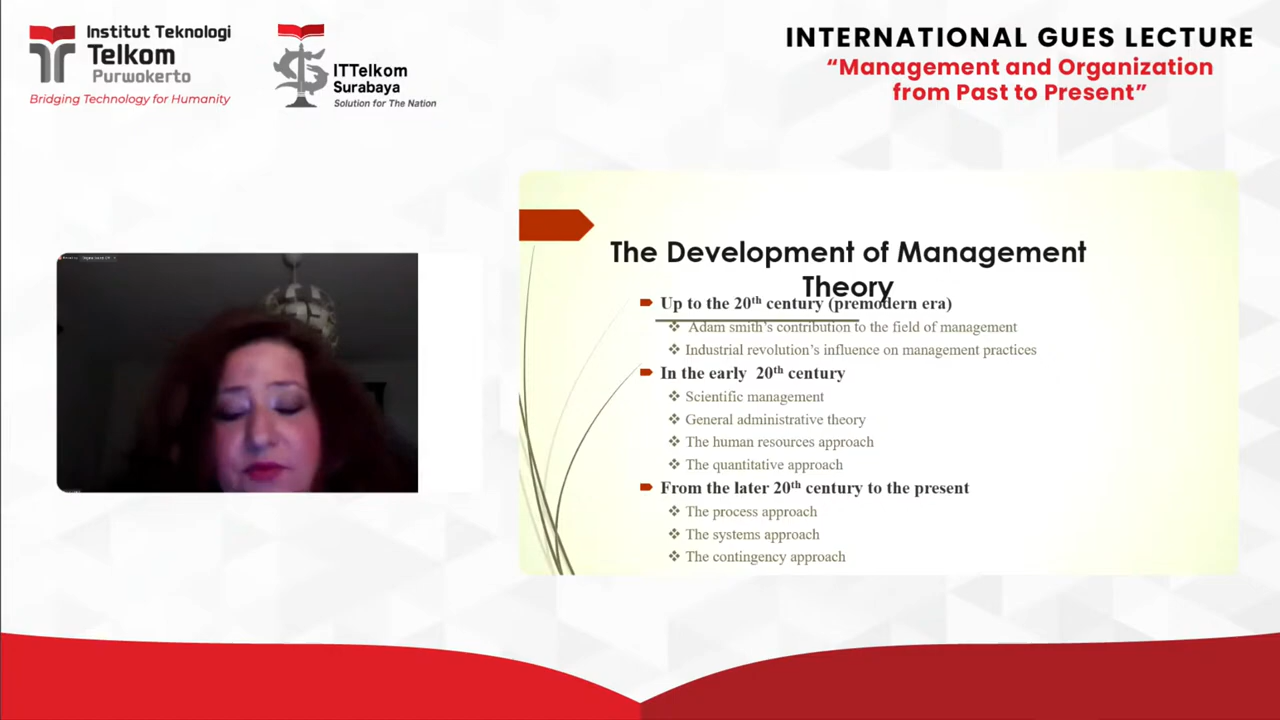 Institut Teknologi
Telkom
Purwokerto
Bridging Technology for Humanity
ITTelkom
Surabaya
Solution for The Nation
INTERNATIONAL GUES LECTURE
“Management and Organization
from Past to Present”
The Development of Management
Theory
Up to the 20th century (premodern era)
Adam smith’s contribution to the field of management
Industrial revolution’s influence on management practices
In the early 20th century
Scientific management
General administrative theory
The human resources approach
The quantitative approach
From the later 20th century to the present
The process approach
The systems approach
The contingency approach